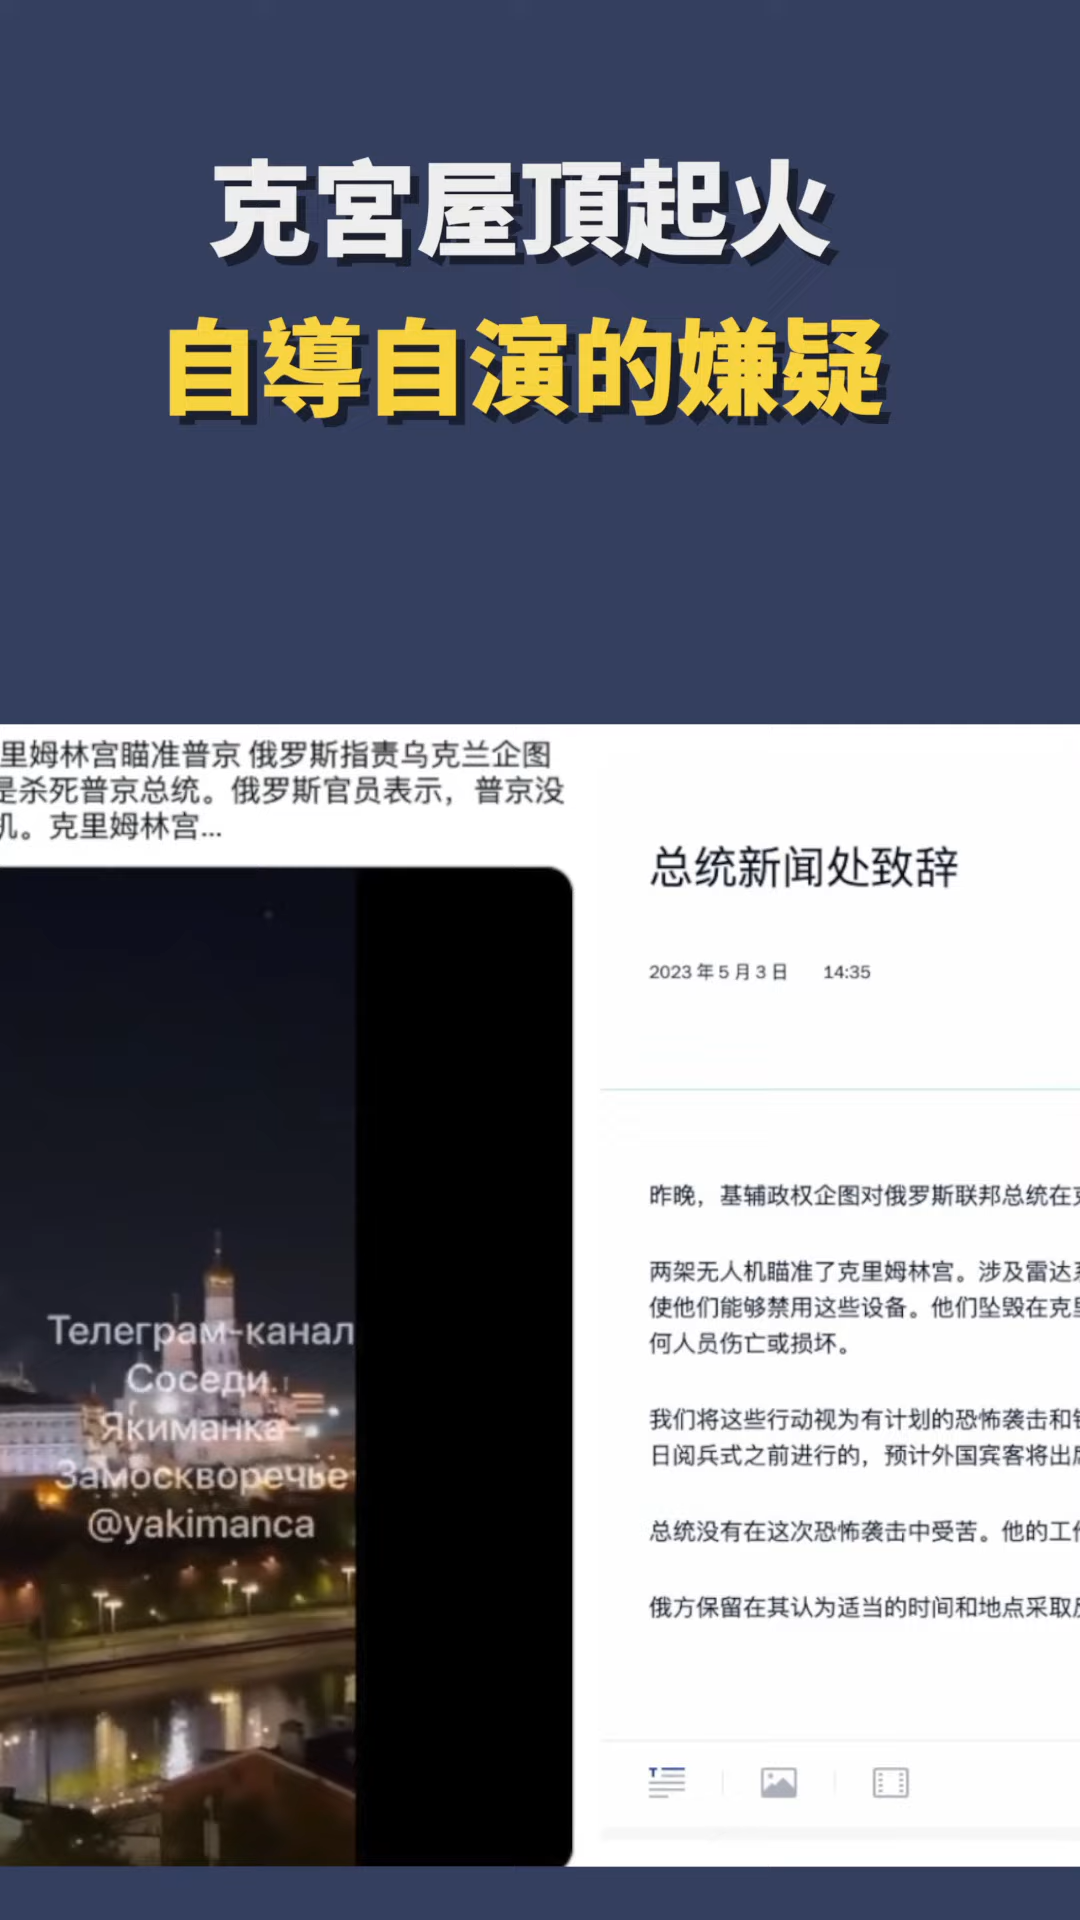 克宮屋頂起火
自導自演的嫌疑
里姆林宫瞄准普京 俄罗斯指责乌克兰企图
是杀死普京总统。俄罗斯官员表示，普京没
机。克里姆林宫...
Телеграм-канал
Соседи.
Якиманка-
Замоскворечье
@yakimanca
总统新闻处致辞
2023 年 5 月 3 日 14:35
昨晚，基辅政权企图对俄罗斯联邦总统在
两架无人机瞄准了克里姆林宫。涉及雷达
使他们能够禁用这些设备。他们坠毁在克
何人员伤亡或损坏。
我们将这些行动视为有计划的恐怖袭击和
日阅兵式之前进行的，预计外国宾客将出
总统没有在这次恐怖袭击中受苦。他的工
俄方保留在其认为适当的时间和地点采取